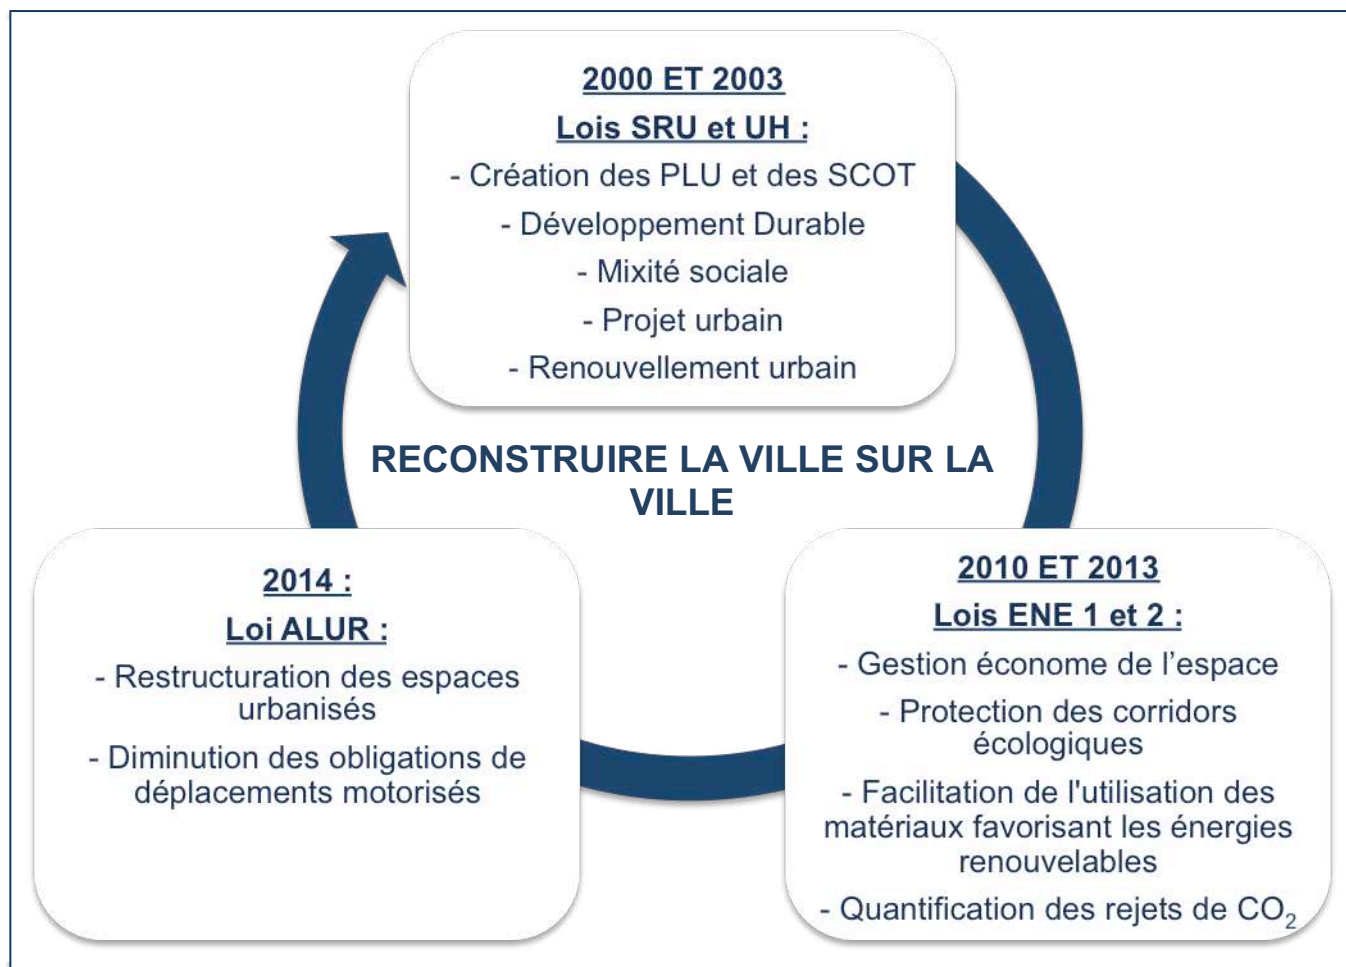 2000 ET 2003
Lois SRU et UH :
- Création des PLU et des SCOT
- Développement Durable
- Mixité sociale
- Projet urbain
- Renouvellement urbain
RECONSTRUIRE LA VILLE SUR LA
VILLE
2014 :
Loi ALUR :
- Restructuration des espaces
urbanisés
- Diminution des obligations de
déplacements motorisés
2010 ET 2013
Lois ENE 1 et 2 :
- Gestion économe de l’espace
- Protection des corridors
écologiques
- Facilitation de l'utilisation des
matériaux favorisant les énergies
renouvelables
- Quantification des rejets de CO₂